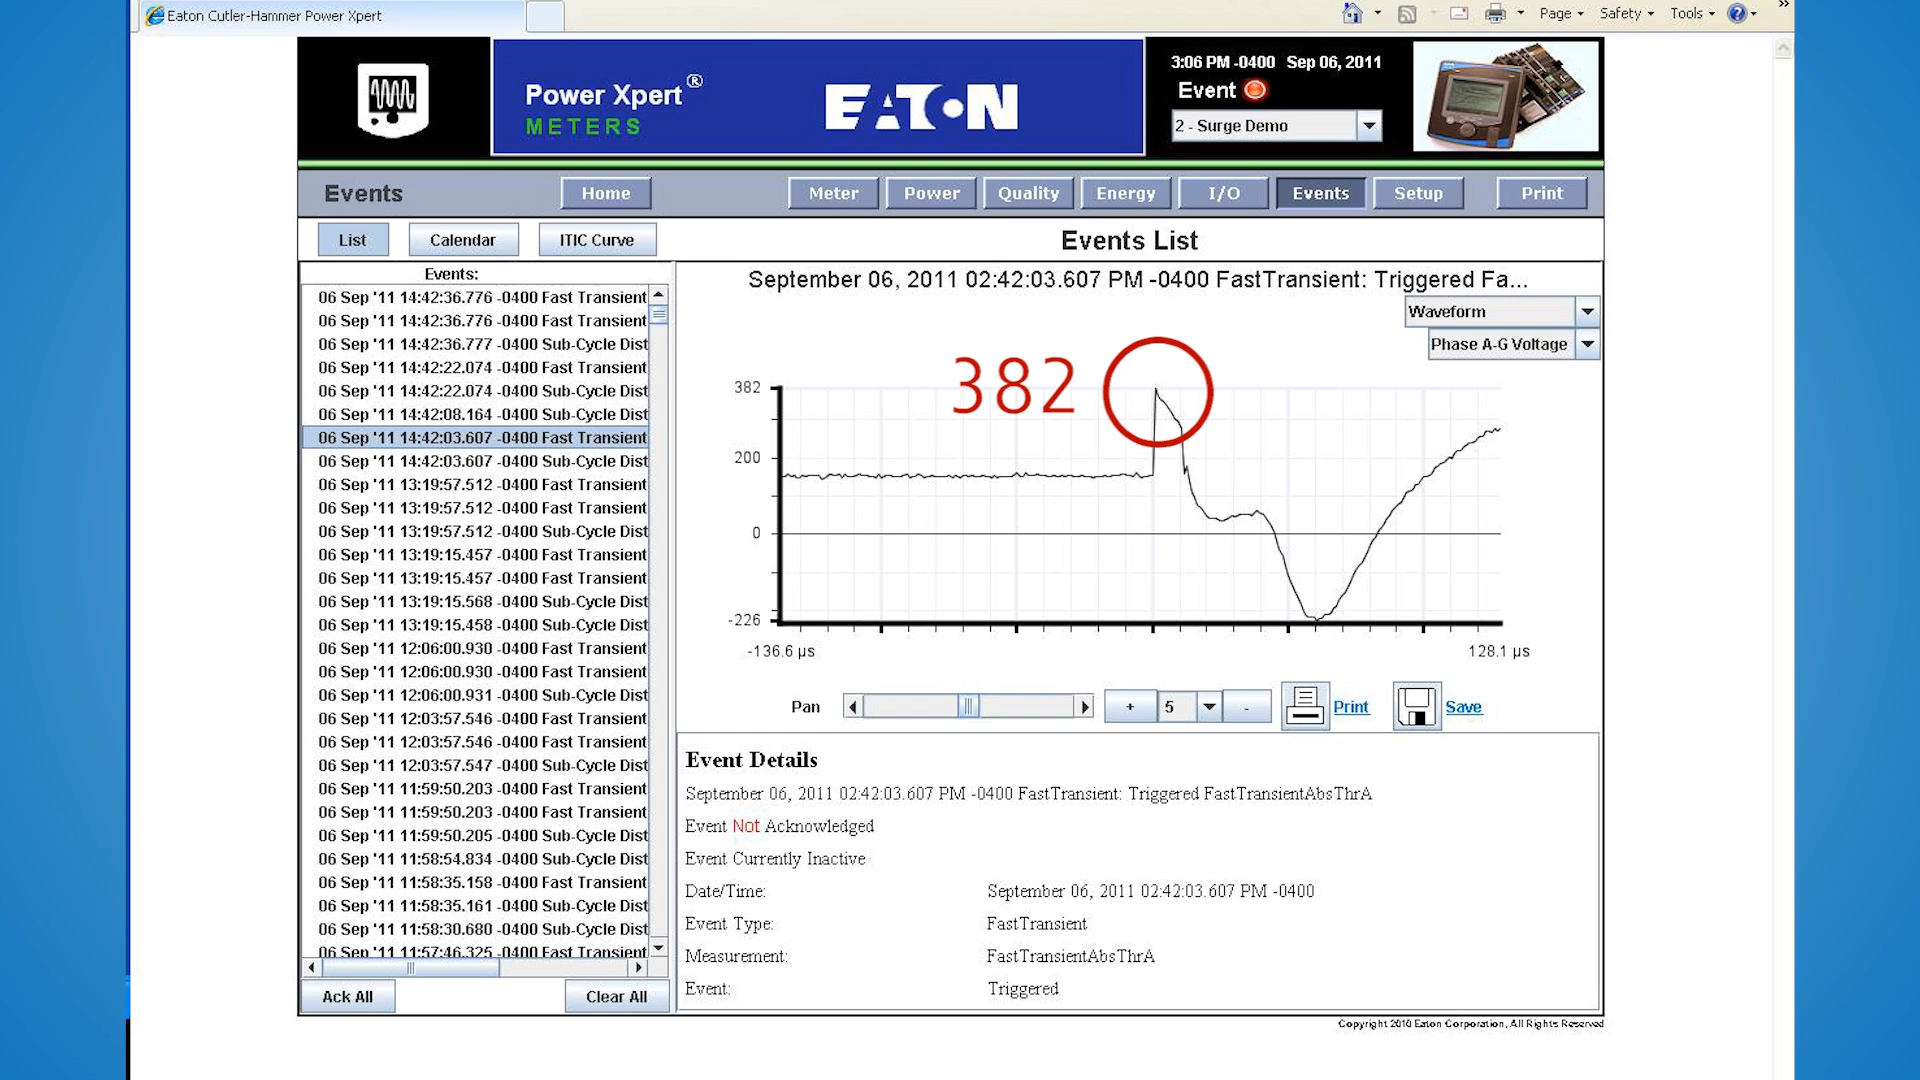 Eaton Cutler-Hammer Power Xpert
Page
Safety
Tools
Power Xpert®
METERS
EATON
3:06 PM -0400 Sep 06, 2011
Event
2 - Surge Demo
Events
Home
Meter
Power
Quality
Energy
I/O
Events
Setup
Print
List
Calendar
ITIC Curve
Events List
Events:
06 Sep '11 14:42:36.776 -0400 Fast Transient
06 Sep '11 14:42:36.776 -0400 Fast Transient
06 Sep '11 14:42:36.777 -0400 Sub-Cycle Dist
06 Sep '11 14:42:22.074 -0400 Fast Transient
06 Sep '11 14:42:22.074 -0400 Sub-Cycle Dist
06 Sep '11 14:42:08.164 -0400 Sub-Cycle Dist
06 Sep '11 14:42:03.607 -0400 Fast Transient
06 Sep '11 14:42:03.607 -0400 Sub-Cycle Dist
06 Sep '11 13:19:57.512 -0400 Fast Transient
06 Sep '11 13:19:57.512 -0400 Fast Transient
06 Sep '11 13:19:57.512 -0400 Sub-Cycle Dist
06 Sep '11 13:19:15.457 -0400 Fast Transient
06 Sep '11 13:19:15.457 -0400 Fast Transient
06 Sep '11 13:19:15.568 -0400 Sub-Cycle Dist
06 Sep '11 13:19:15.458 -0400 Sub-Cycle Dist
06 Sep '11 12:06:00.930 -0400 Fast Transient
06 Sep '11 12:06:00.930 -0400 Fast Transient
06 Sep '11 12:06:00.931 -0400 Sub-Cycle Dist
06 Sep '11 12:03:57.546 -0400 Fast Transient
06 Sep '11 12:03:57.546 -0400 Fast Transient
06 Sep '11 12:03:57.547 -0400 Sub-Cycle Dist
06 Sep '11 11:59:50.203 -0400 Fast Transient
06 Sep '11 11:59:50.203 -0400 Fast Transient
06 Sep '11 11:59:50.205 -0400 Sub-Cycle Dist
06 Sep '11 11:58:54.834 -0400 Sub-Cycle Dist
06 Sep '11 11:58:35.158 -0400 Fast Transient
06 Sep '11 11:58:35.161 -0400 Sub-Cycle Dist
06 Sep '11 11:58:30.680 -0400 Sub-Cycle Dist
06 Sep '11 11:57:46.325 -0400 Fast Transient
Ack All
Clear All
September 06, 2011 02:42:03.607 PM -0400 FastTransient: Triggered Fa...
Waveform
Phase A-G Voltage
382
382
200
0
-226
-136.6 µs
128.1 µs
Pan
+
5
-
Print
Save
Event Details
September 06, 2011 02:42:03.607 PM -0400 FastTransient: Triggered FastTransientAbsThrA
Event Not Acknowledged
Event Currently Inactive
Date/Time: September 06, 2011 02:42:03.607 PM -0400
Event Type: FastTransient
Measurement: FastTransientAbsThrA
Event: Triggered
Copyright 2010 Eaton Corporation, All Rights Reserved